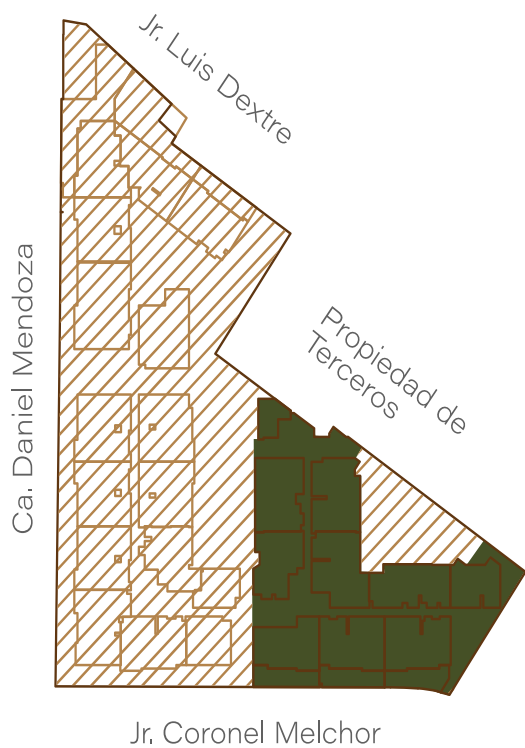 Jr. Luis Dextre
Ca. Daniel Mendoza
Propiedad de
Terceros
Jr, Coronel Melchor